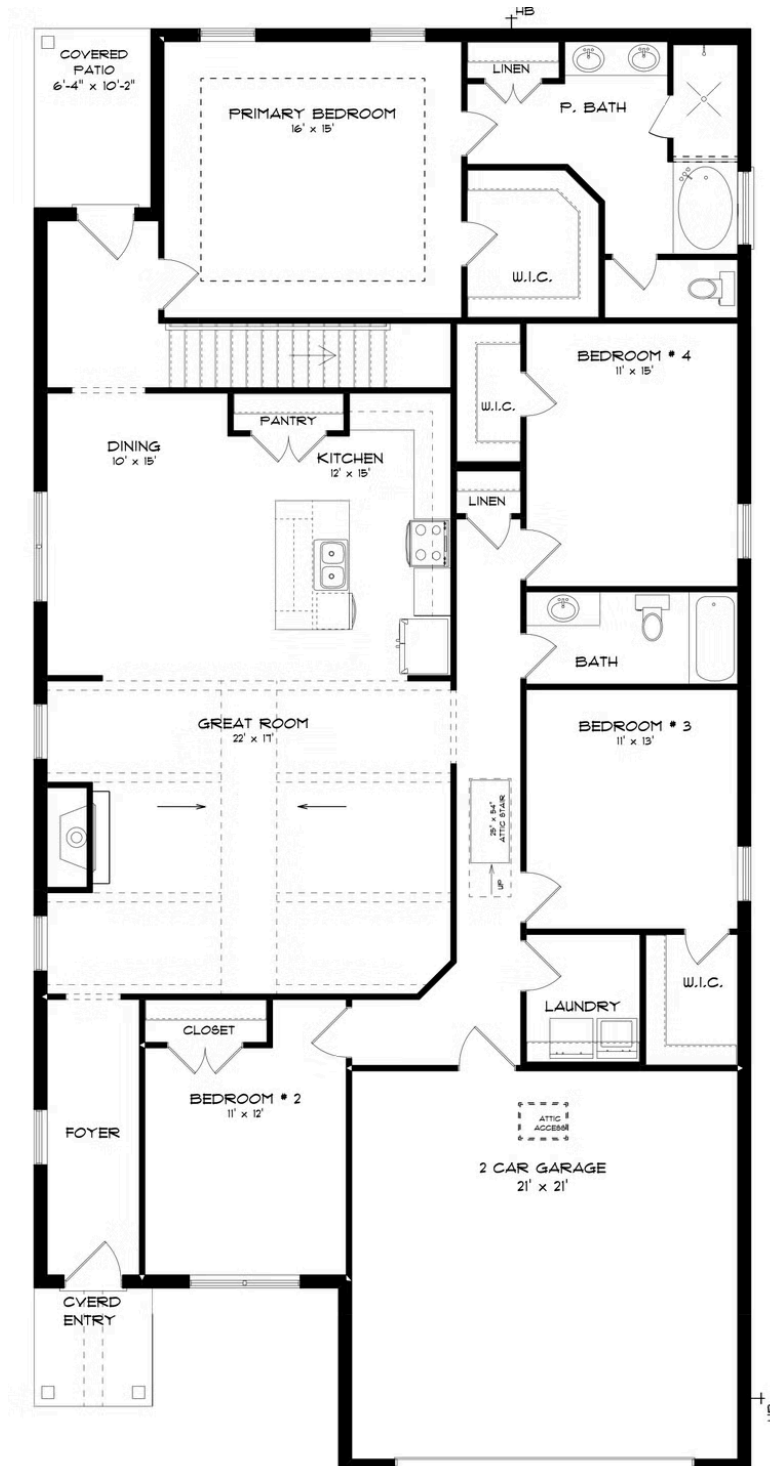 HB
COVERED
PATIO
6'-4" x 10'-2"
PRIMARY BEDROOM
16' x 15'
LINEN
P. BATH
W.I.C.
BEDROOM # 4
11' x 15'
W.I.C.
PANTRY
DINING
10' x 15'
KITCHEN
12' x 15'
LINEN
BATH
GREAT ROOM
22' x 17'
BEDROOM # 3
11' x 13'
25" x 54"
ATTIC STAIR
UP
W.I.C.
LAUNDRY
CLOSET
BEDROOM # 2
11' x 12'
FOYER
ATTIC
ACCESS
2 CAR GARAGE
21' x 21'
CVERD
ENTRY
HB